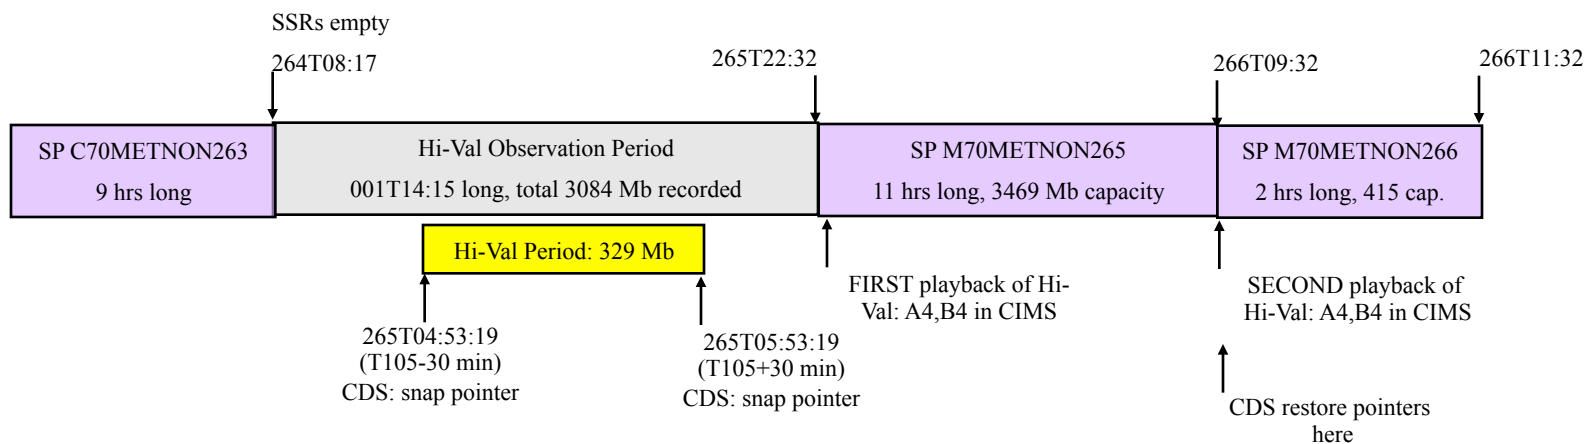 SSRs empty
264T08:17
265T22:32
266T09:32
266T11:32
SP C70METNON263
9 hrs long
Hi-Val Observation Period
001T14:15 long, total 3084 Mb recorded
SP M70METNON265
11 hrs long, 3469 Mb capacity
SP M70METNON266
2 hrs long, 415 cap.
Hi-Val Period: 329 Mb
265T04:53:19
(T105-30 min)
CDS: snap pointer
265T05:53:19
(T105+30 min)
CDS: snap pointer
FIRST playback of Hi-
Val: A4,B4 in CIMS
SECOND playback of
Hi-Val: A4,B4 in CIMS
CDS restore pointers
here